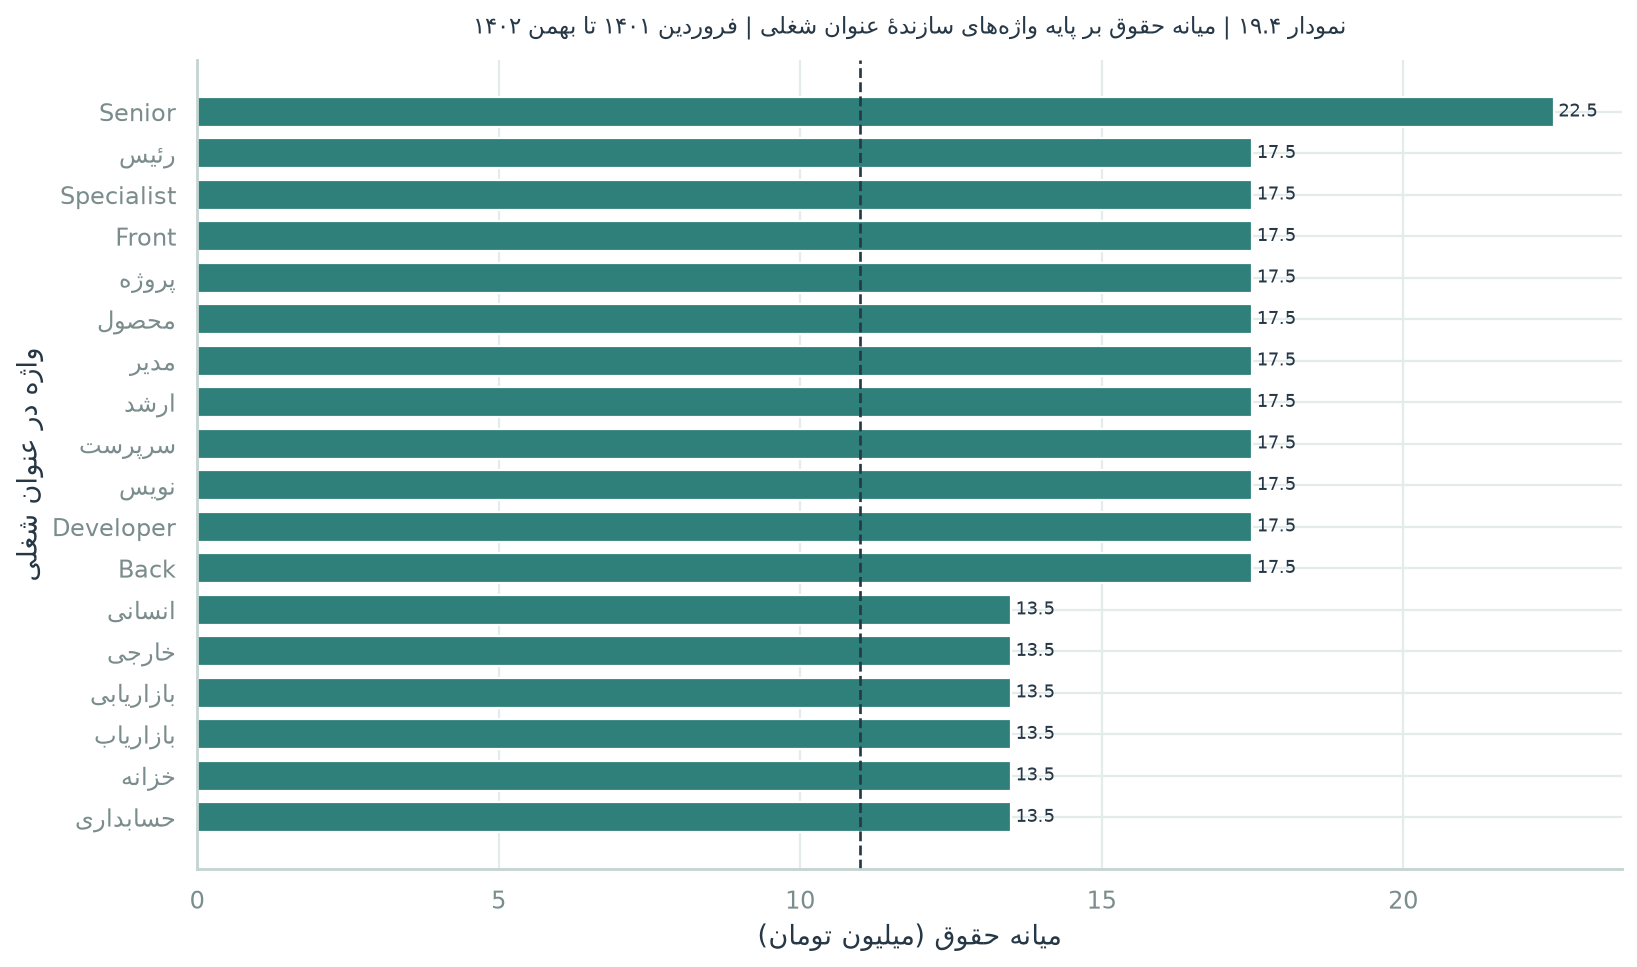 نمودار ۱۹.۴ | میانه حقوق بر پایه واژه‌های سازندهٔ عنوان شغلی | فروردین ۱۴۰۱ تا بهمن ۱۴۰۲
واژه در عنوان شغلی
Senior 22.5
رئیس 17.5
Specialist 17.5
Front 17.5
پروژه 17.5
محصول 17.5
مدیر 17.5
ارشد 17.5
سرپرست 17.5
نویس 17.5
Developer 17.5
Back 17.5
انسانی 13.5
خارجی 13.5
بازاریابی 13.5
بازاریاب 13.5
خزانه 13.5
حسابداری 13.5
0 5 10 15 20
میانه حقوق (میلیون تومان)